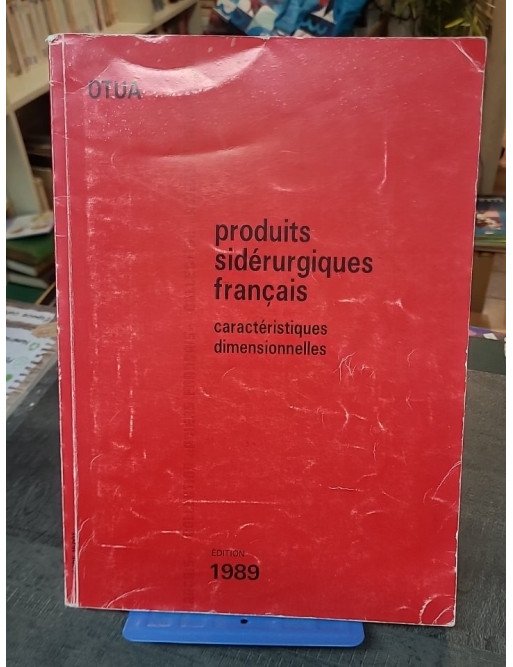 OTUA
produits
sidérurgiques
français
caractéristiques
dimensionnelles
ÉDITION
1989